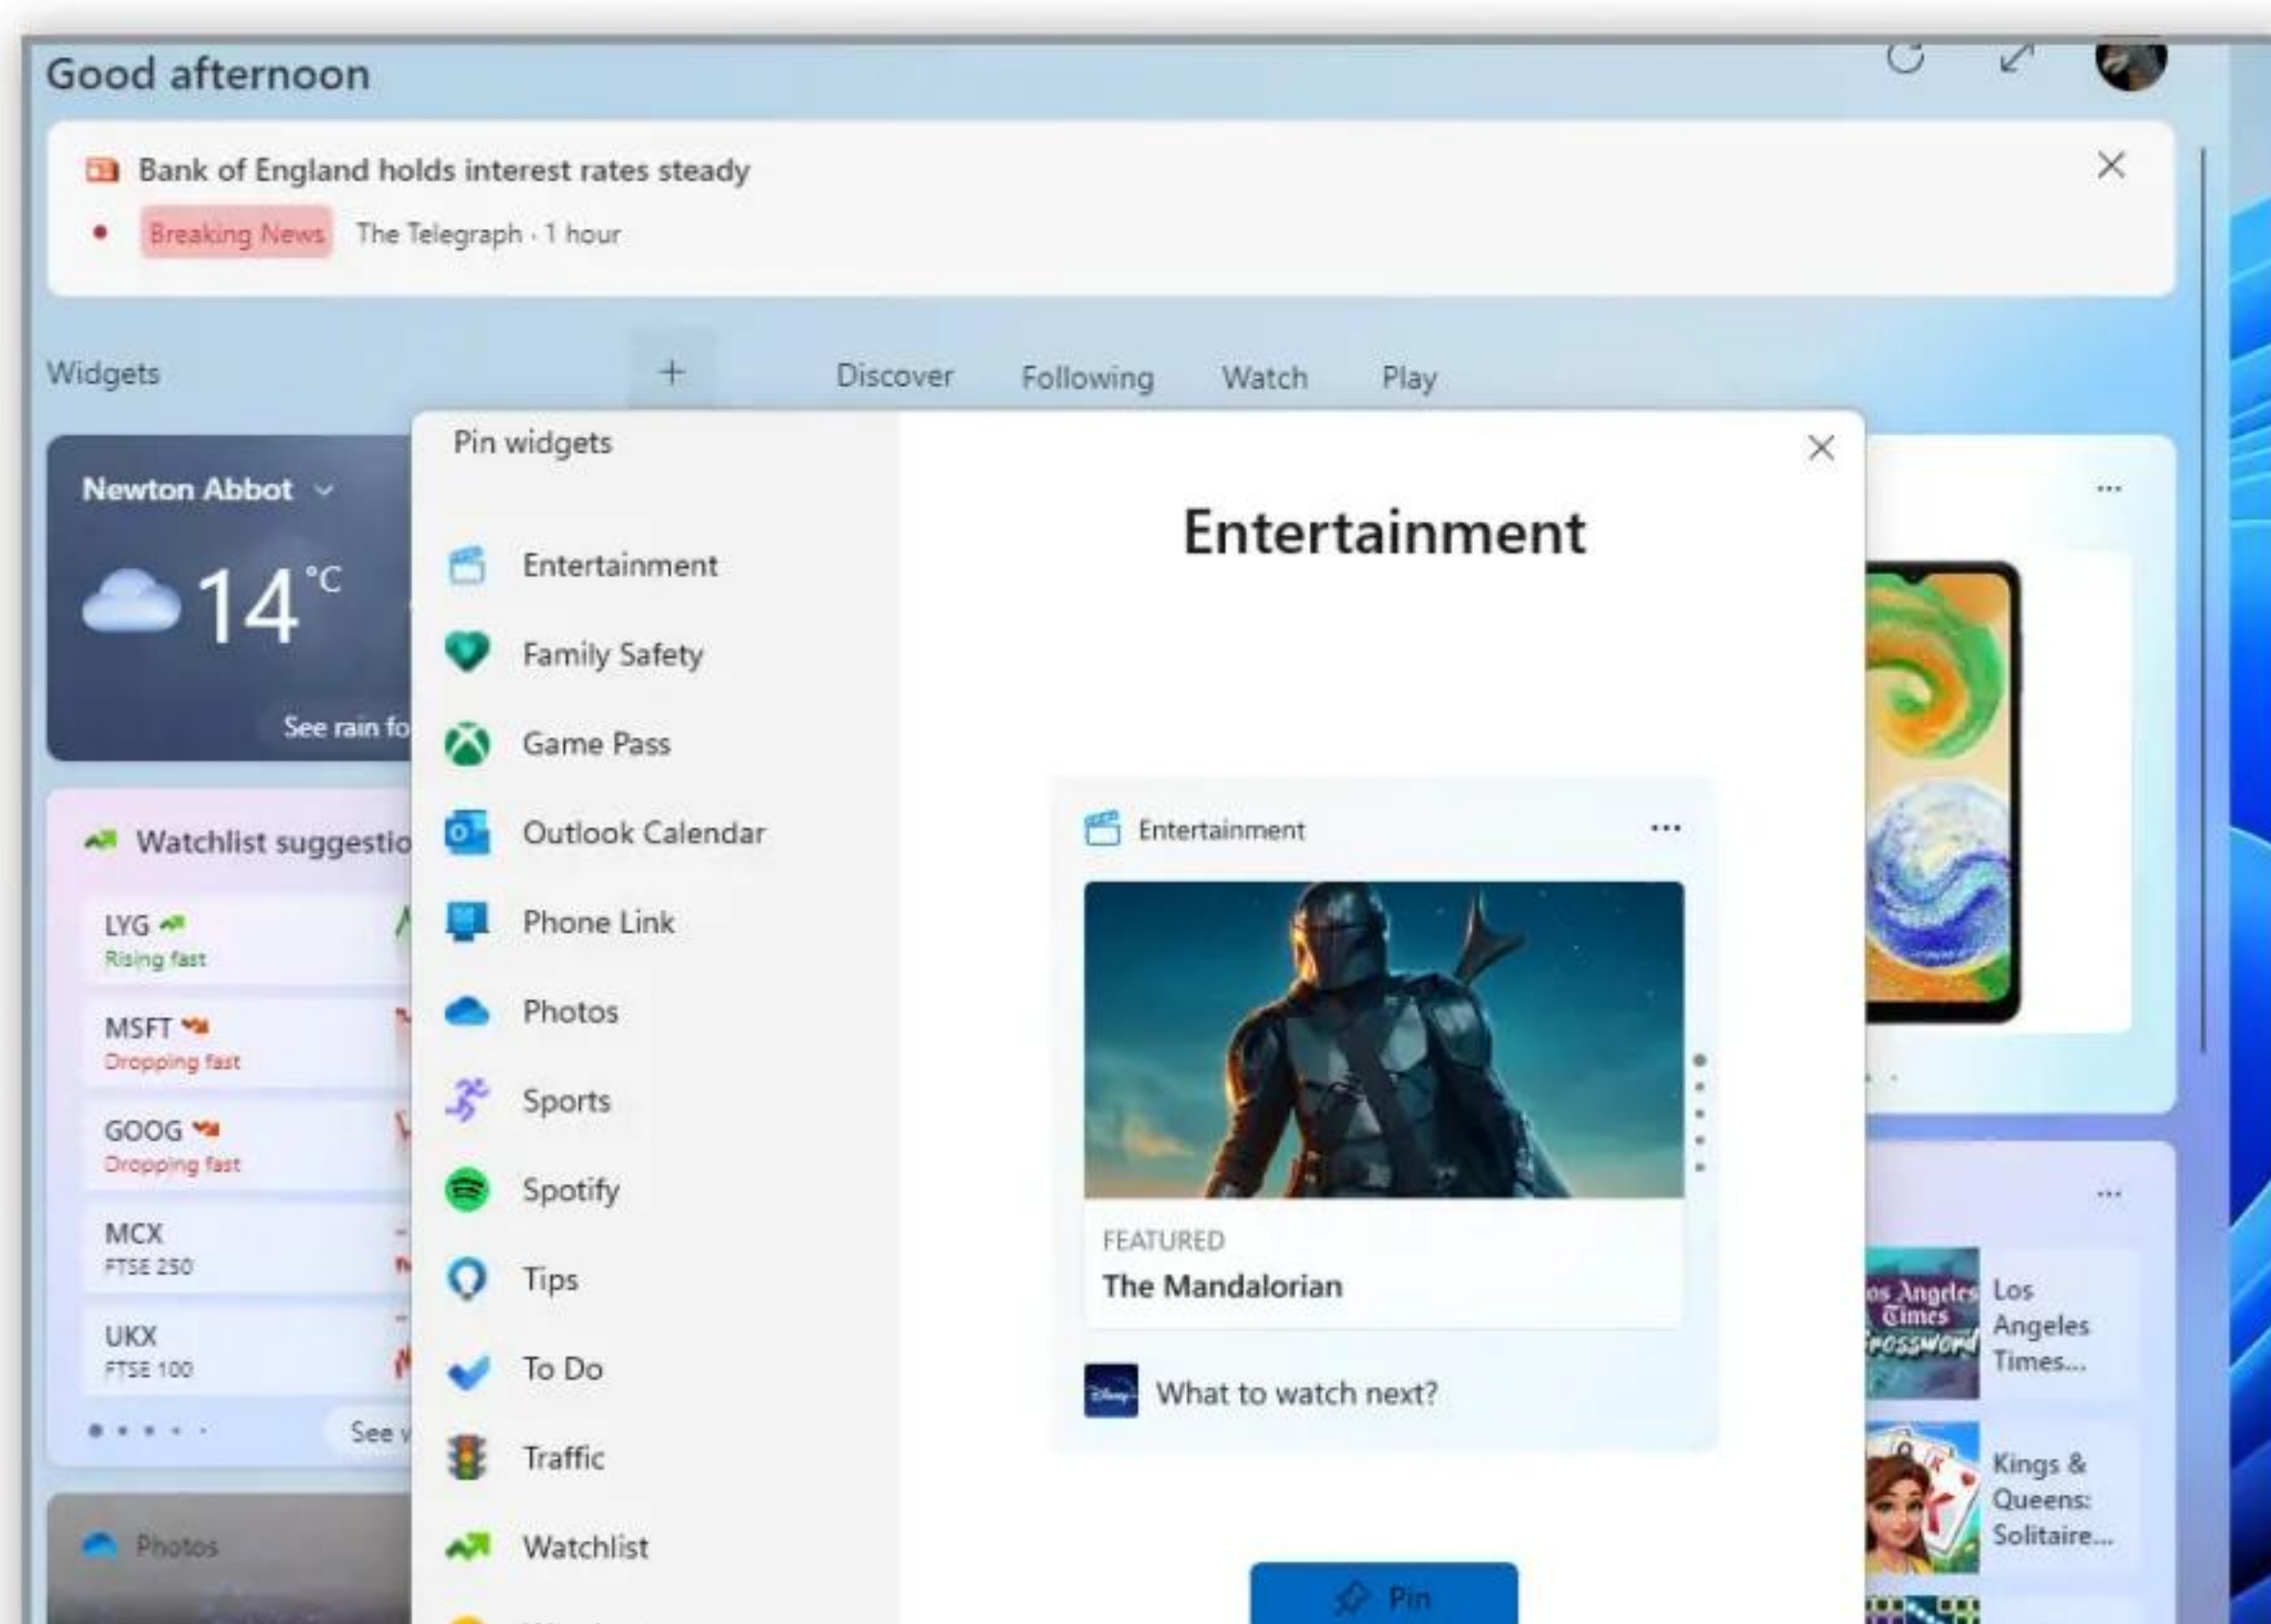 Good afternoon
Bank of England holds interest rates steady
Breaking News The Telegraph · 1 hour
Widgets
Discover Following Watch Play
Pin widgets
Newton Abbot
14 °C
See rain fo
Entertainment
Family Safety
Game Pass
Outlook Calendar
Phone Link
Photos
Sports
Spotify
Tips
To Do
Traffic
Watchlist
Entertainment
Entertainment
FEATURED
The Mandalorian
Disney+
What to watch next?
Pin
Watchlist suggestio
LYG
Rising fast
MSFT
Dropping fast
GOOG
Dropping fast
MCX
FTSE 250
UKX
FTSE 100
See
Photos
os Angeles
Times
rossword
Los
Angeles
Times...
Kings &
Queens:
Solitaire...